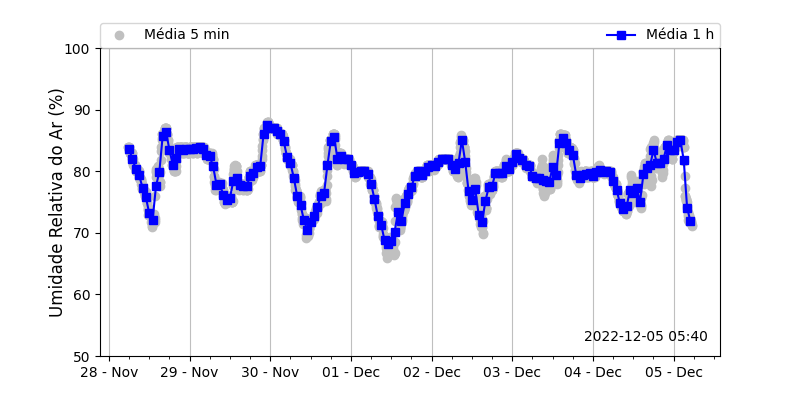 Média 5 min
Média 1 h
Umidade Relativa do Ar (%)
100
90
80
70
60
50
2022-12-05 05:40
28 - Nov
29 - Nov
30 - Nov
01 - Dec
02 - Dec
03 - Dec
04 - Dec
05 - Dec